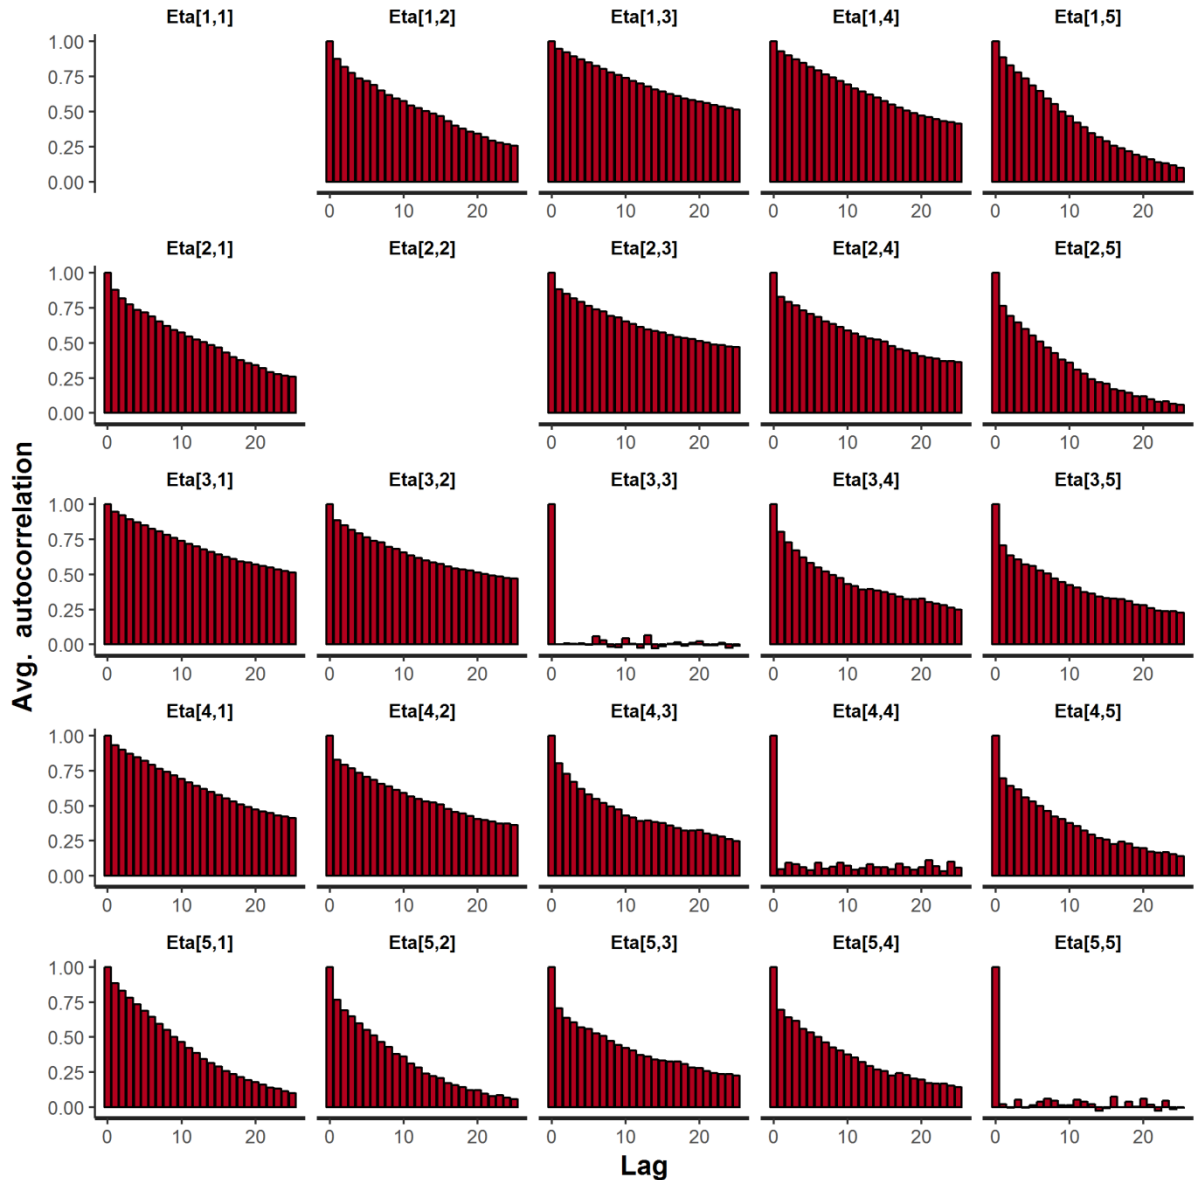 Eta[1,1] Eta[1,2] Eta[1,3] Eta[1,4] Eta[1,5]
1.00
0.75
0.50
0.25
0.00
0 10 20 0 10 20 0 10 20 0 10 20
Eta[2,1] Eta[2,2] Eta[2,3] Eta[2,4] Eta[2,5]
1.00
0.75
0.50
0.25
0.00
0 10 20 0 10 20 0 10 20 0 10 20
Eta[3,1] Eta[3,2] Eta[3,3] Eta[3,4] Eta[3,5]
1.00
0.75
0.50
0.25
0.00
0 10 20 0 10 20 0 10 20 0 10 20 0 10 20
Avg. autocorrelation
Eta[4,1] Eta[4,2] Eta[4,3] Eta[4,4] Eta[4,5]
1.00
0.75
0.50
0.25
0.00
0 10 20 0 10 20 0 10 20 0 10 20 0 10 20
Eta[5,1] Eta[5,2] Eta[5,3] Eta[5,4] Eta[5,5]
1.00
0.75
0.50
0.25
0.00
0 10 20 0 10 20 0 10 20 0 10 20 0 10 20
Lag